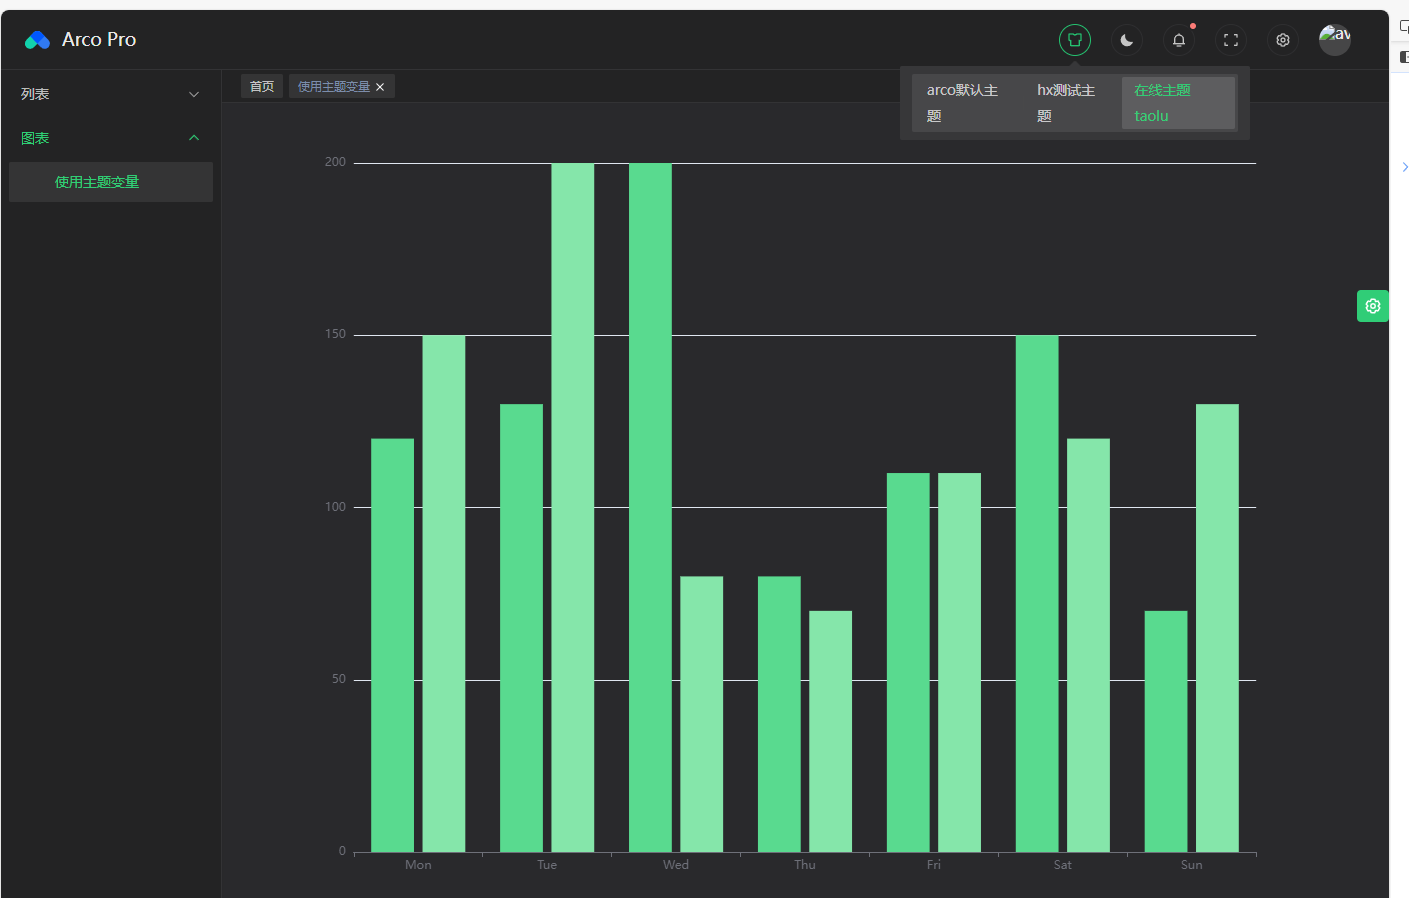 Arco Pro
av
列表
图表
使用主题变量
首页
使用主题变量
arco默认主
题
hx测试主
题
在线主题
taolu
200
150
100
50
0
Mon
Tue
Wed
Thu
Fri
Sat
Sun